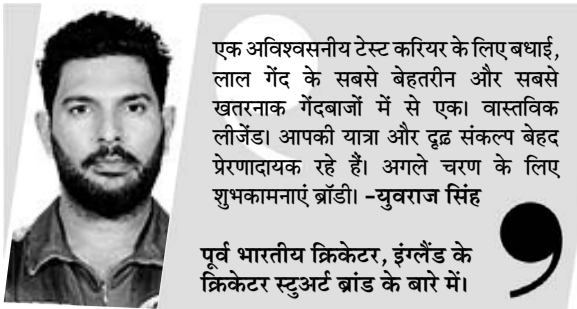 एक अविश्वसनीय टेस्ट करियर के लिए बधाई,
लाल गेंद के सबसे बेहतरीन और सबसे
खतरनाक गेंदबाजों में से एक। वास्तविक
लीजेंड। आपकी यात्रा और दृढ़ संकल्प बेहद
प्रेरणादायक रहे हैं। अगले चरण के लिए
शुभकामनाएं ब्रॉडी। -युवराज सिंह
पूर्व भारतीय क्रिकेटर, इंग्लैंड के
क्रिकेटर स्टुअर्ट ब्रांड के बारे में।